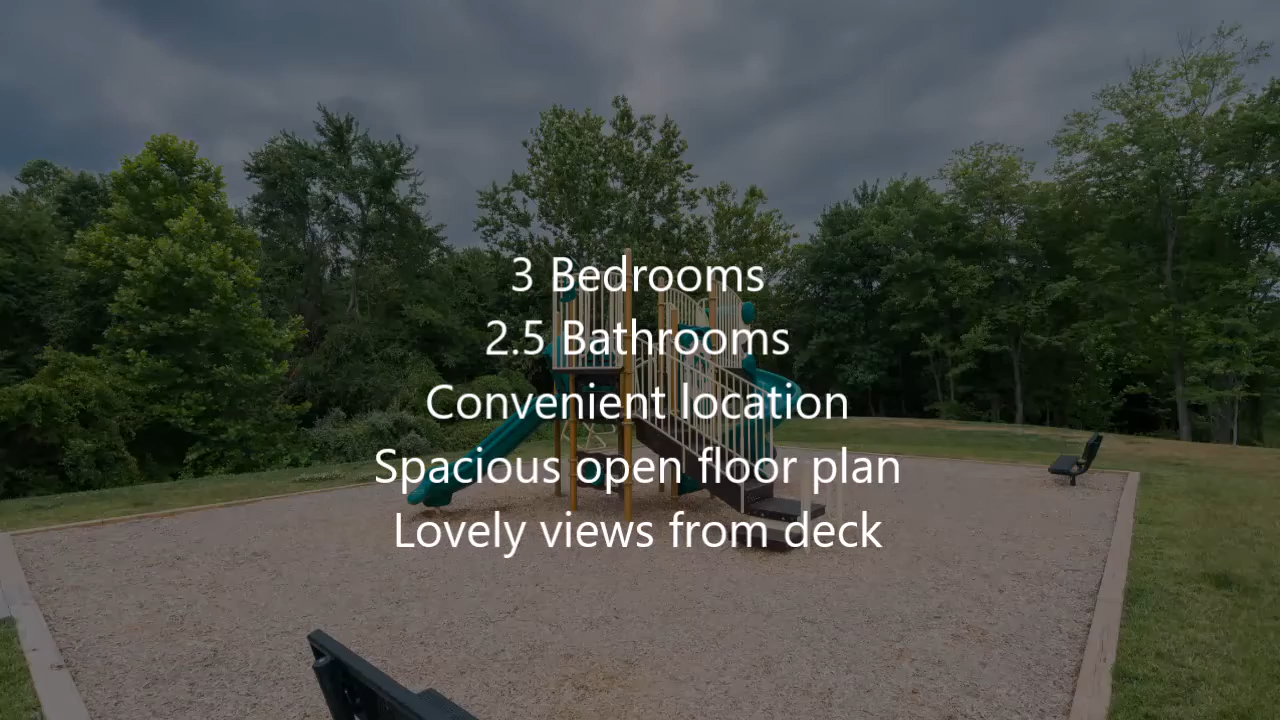 3 Bedrooms
2.5 Bathrooms
Convenient location
Spacious open floor plan
Lovely views from deck